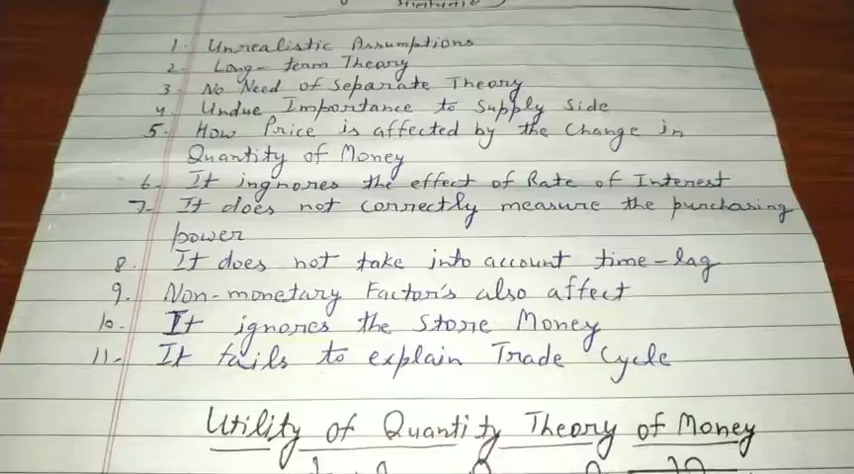 1. Unrealistic Assumptions
2. Long-term Theory
3. No Need of Separate Theory
4. Undue Importance to Supply Side
5. How Price is affected by the Change in
Quantity of Money
6. It ingnores the effect of Rate of Interest
7. It does not correctly measure the purchasing
power
8. It does not take into account time-lag
9. Non-monetary Factor's also affect
10. It ignores the Store Money
11. It fails to explain Trade Cycle
Utility of Quantity Theory of Money